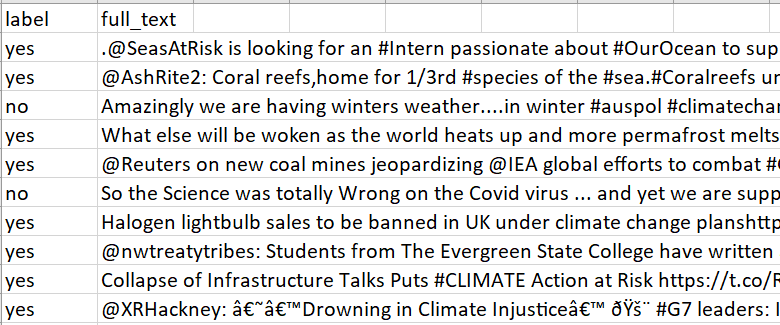 label full_text
yes .@SeasAtRisk is looking for an #Intern passionate about #OurOcean to sup
yes @AshRite2: Coral reefs,home for 1/3rd #species of the #sea.#Coralreefs un
no Amazingly we are having winters weather....in winter #auspol #climatechan
yes What else will be woken as the world heats up and more permafrost melts
yes @Reuters on new coal mines jeopardizing @IEA global efforts to combat #
no So the Science was totally Wrong on the Covid virus ... and yet we are supp
yes Halogen lightbulb sales to be banned in UK under climate change planshttp
yes @nwtreatytribes: Students from The Evergreen State College have written
yes Collapse of Infrastructure Talks Puts #CLIMATE Action at Risk https://t.co/R
yes @XRHackney: â€˜â€™Drowning in Climate Injusticeâ€™ ðŸš¨ #G7 leaders: I